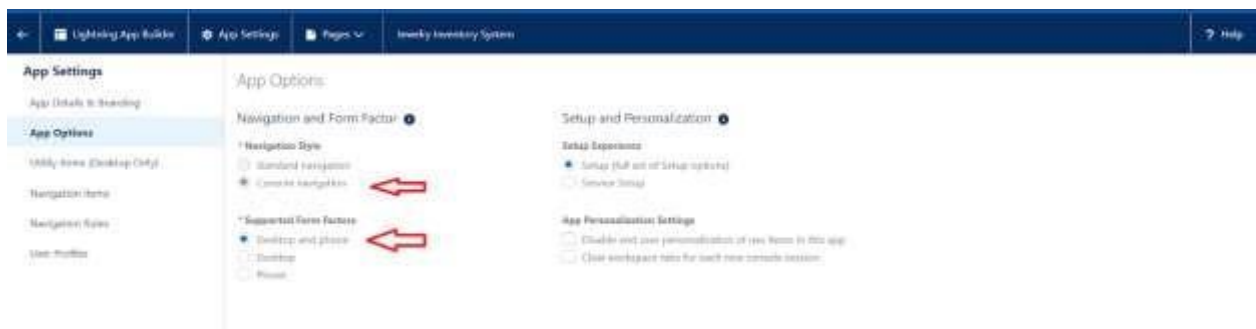 Lightning App Builder
App Settings
Pages
Jewelry Inventory System
? Help
App Settings
App Details & Branding
App Options
Utility Items (Desktop Only)
Navigation Items
Navigation Rules
User Profiles
App Options
Navigation and Form Factor
* Navigation Style
Standard navigation
Console navigation
* Supported Form Factors
Desktop and phone
Desktop
Phone
Setup and Personalization
Setup Experience
Setup (full set of Setup options)
Service Setup
App Personalization Settings
Disable end user personalization of nav items in this app
Clear workspace tabs for each new console session